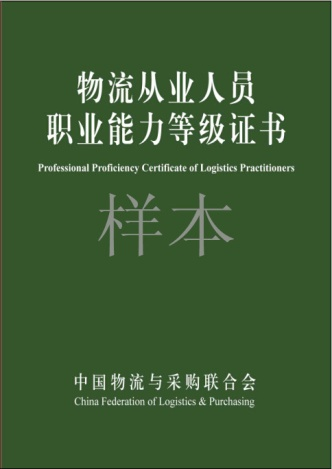 物流从业人员
职业能力等级证书
Professional Proficiency Certificate of Logistics Practitioners
样本
中国物流与采购联合会
China Federation of Logistics & Purchasing